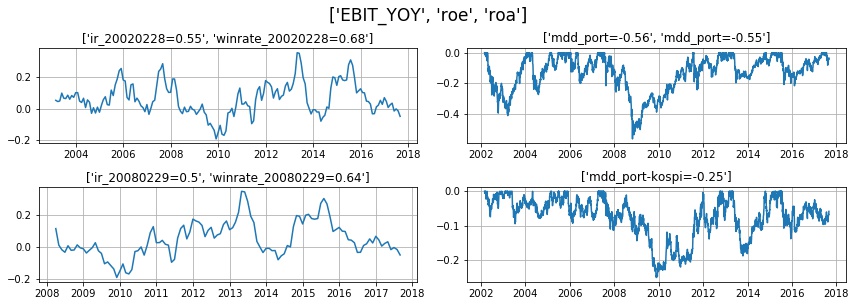 ['EBIT_YOY', 'roe', 'roa']
['ir_20020228=0.55', 'winrate_20020228=0.68']
0.2
0.0
−0.2
2004 2006 2008 2010 2012 2014 2016 2018
['mdd_port=-0.56', 'mdd_port=-0.55']
0.0
−0.2
−0.4
2002 2004 2006 2008 2010 2012 2014 2016 2018
['ir_20080229=0.5', 'winrate_20080229=0.64']
0.2
0.0
−0.2
2008 2009 2010 2011 2012 2013 2014 2015 2016 2017 2018
['mdd_port-kospi=-0.25']
0.0
−0.1
−0.2
2002 2004 2006 2008 2010 2012 2014 2016 2018